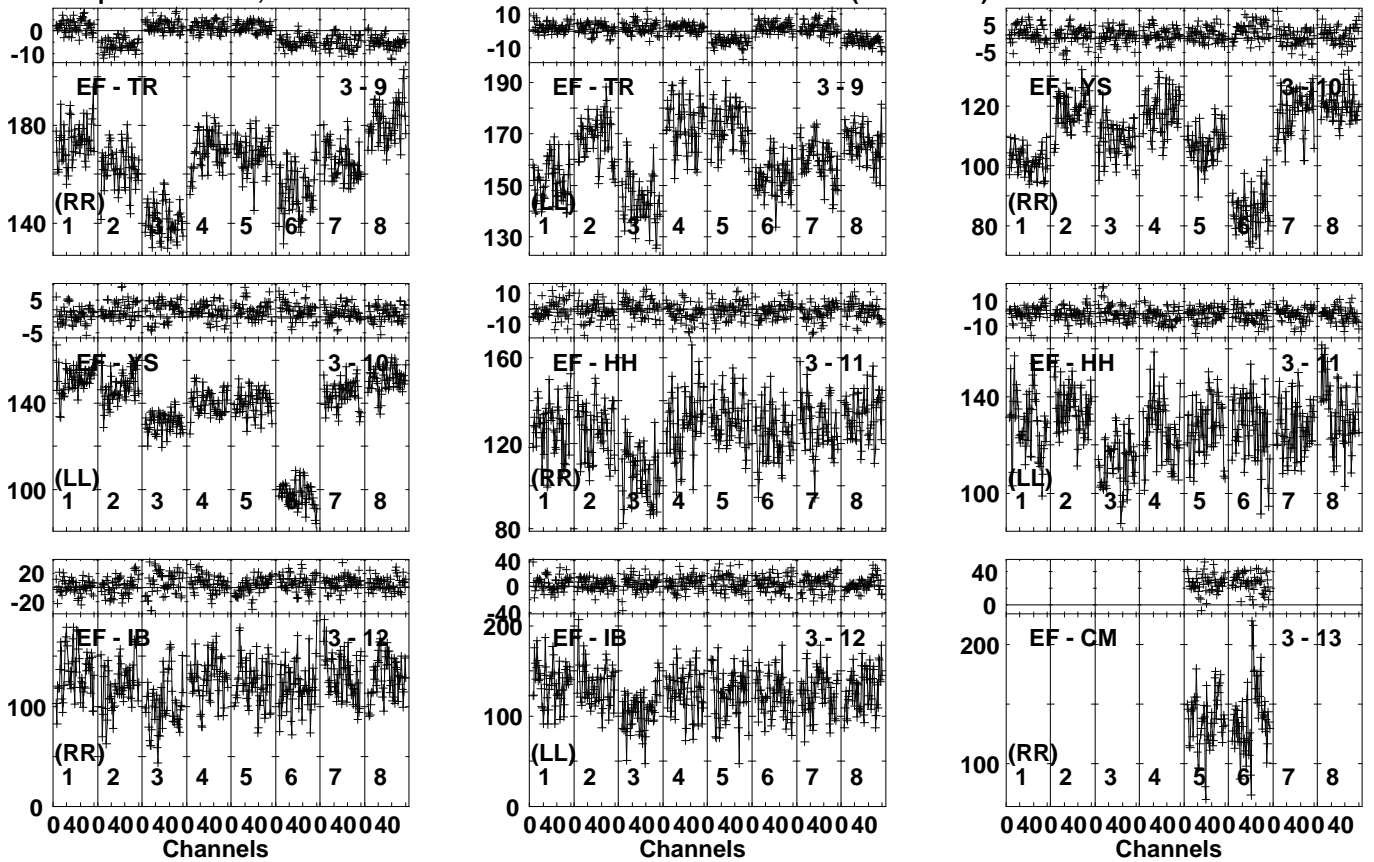 0
-10
EF - TR 3 - 9
180
140
(RR)
1 2 3 4 5 6 7 8
10
-10
EF - TR 3 - 9
190
170
150
130
(LL)
1 2 3 4 5 6 7 8
5
-5
EF - YS 3 - 10
120
100
80
(RR)
1 2 3 4 5 6 7 8
5
-5
EF - YS 3 - 10
140
100
(LL)
1 2 3 4 5 6 7 8
10
-10
EF - HH 3 - 11
160
120
80
(RR)
1 2 3 4 5 6 7 8
10
-10
EF - HH 3 - 11
140
100
(LL)
1 2 3 4 5 6 7 8
20
-20
EF - IB 3 - 12
100
0
(RR)
1 2 3 4 5 6 7 8
0 40 0 40 0 40 0 40 0 40 0 40 0 40 0 40
Channels
40
0
-40
EF - IB 3 - 12
200
100
0
(LL)
1 2 3 4 5 6 7 8
0 40 0 40 0 40 0 40 0 40 0 40 0 40 0 40
Channels
40
0
EF - CM 3 - 13
200
100
(RR)
1 2 3 4 5 6 7 8
0 40 0 40 0 40 0 40 0 40 0 40 0 40 0 40
Channels